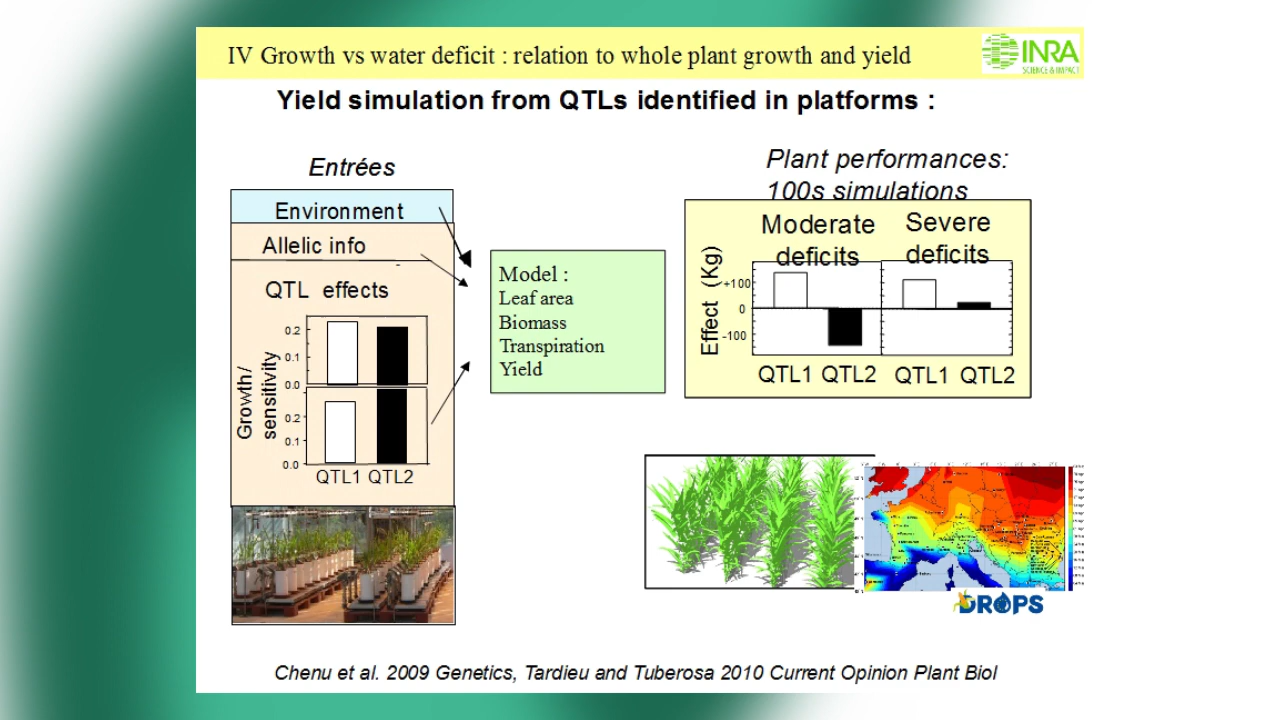 IV Growth vs water deficit : relation to whole plant growth and yield
INRA
SCIENCE & IMPACT
Yield simulation from QTLs identified in platforms :
Entrées
Environment
Allelic info
QTL effects
Growth/
sensitivity
0.2
0.1
0.0
0.2
0.1
0.0
QTL1 QTL2
Model :
Leaf area
Biomass
Transpiration
Yield
Plant performances:
100s simulations
Moderate
deficits
Severe
deficits
Effect (Kg)
+100
0
-100
QTL1 QTL2
QTL1 QTL2
DROPS
Chenu et al. 2009 Genetics, Tardieu and Tuberosa 2010 Current Opinion Plant Biol